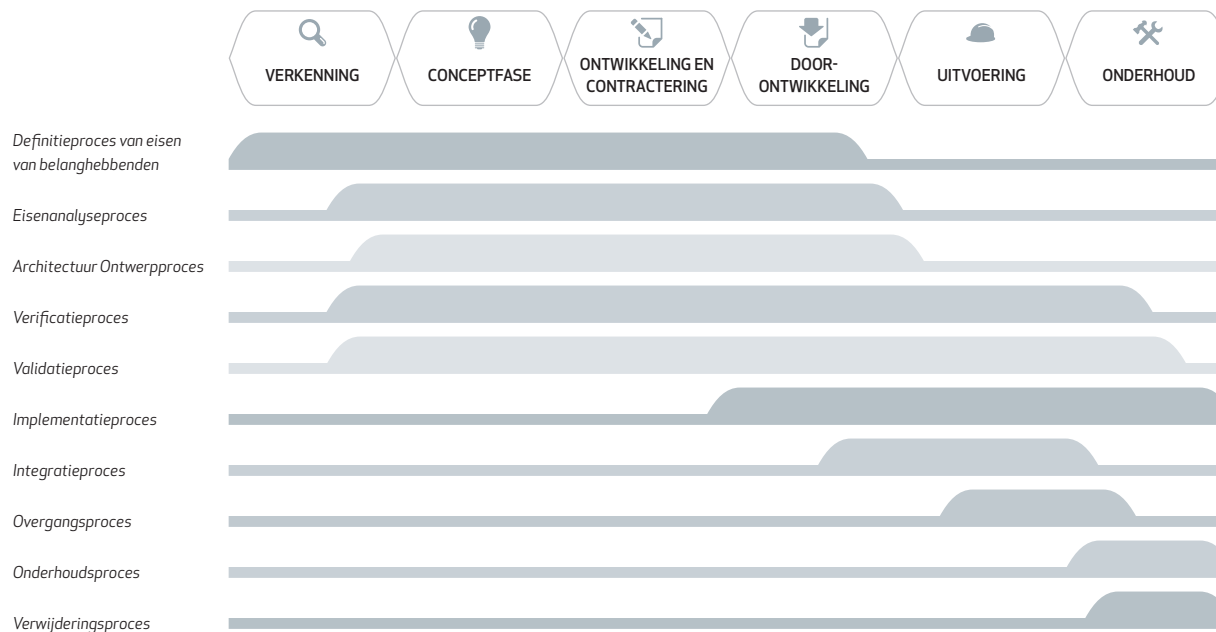 VERKENNING
CONCEPTFASE
ONTWIKKELING EN
CONTRACTERING
DOOR-
ONTWIKKELING
UITVOERING
ONDERHOUD
Definitieproces van eisen
van belanghebbenden
Eisenanalyseproces
Architectuur Ontwerpproces
Verificatieproces
Validatieproces
Implementatieproces
Integratieproces
Overgangsproces
Onderhoudsproces
Verwijderingsproces